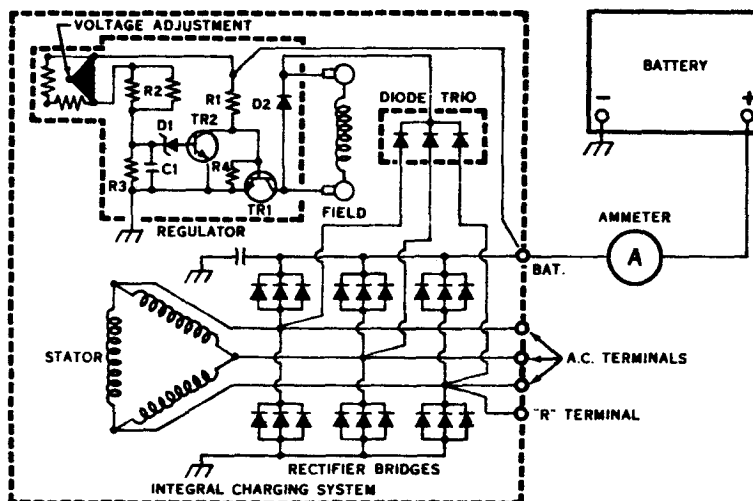 VOLTAGE ADJUSTMENT
BATTERY
R2
R1
D2
DIODE TRIO
- +
D1
TR2
C1
R4
R3
TR1
FIELD
REGULATOR
AMMETER
A
BAT.
STATOR
A.C. TERMINALS
"R" TERMINAL
RECTIFIER BRIDGES
INTEGRAL CHARGING SYSTEM